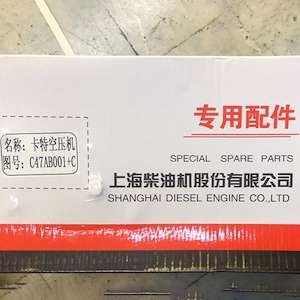 名称：卡特空压机
图号：C47AB001+C
专用配件
SPECIAL SPARE PARTS
上海柴油机股份有限公司
SHANGHAI DIESEL ENGINE CO.,LTD